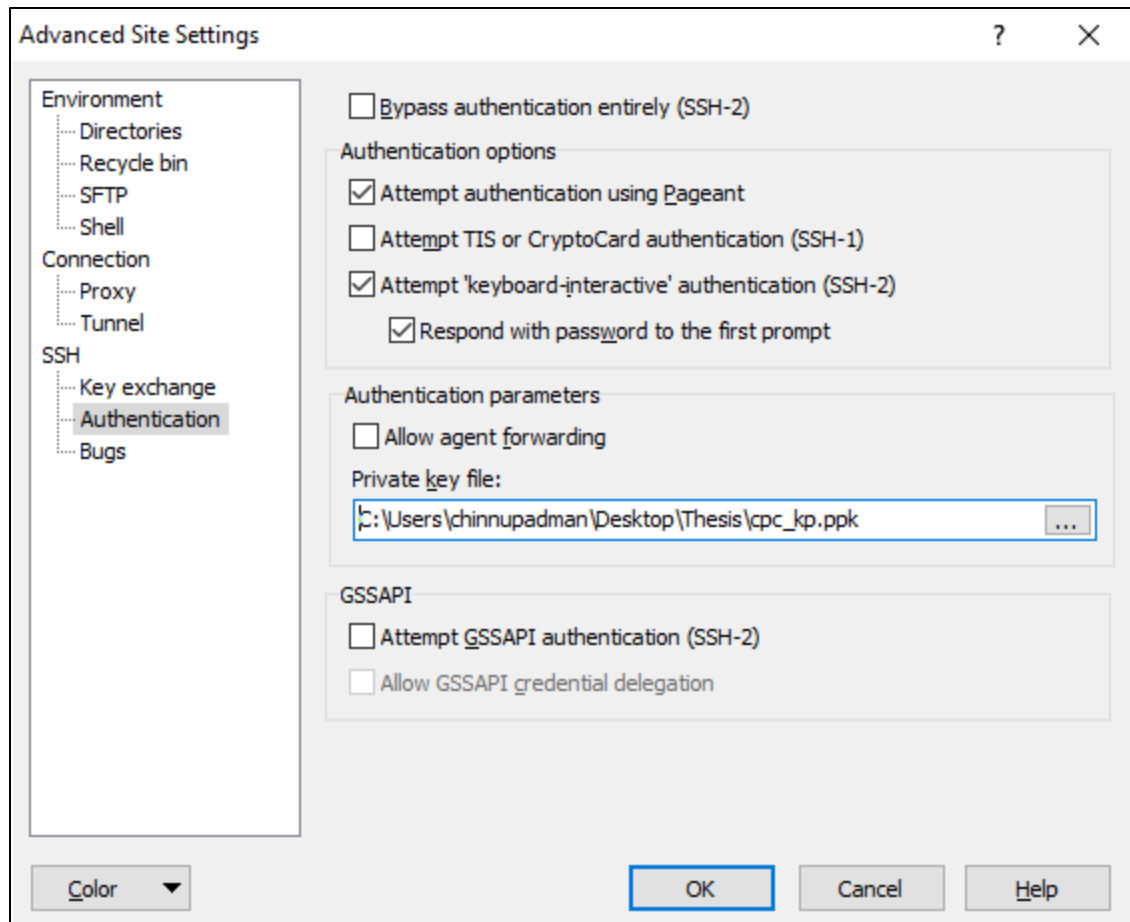 Advanced Site Settings
?
Environment
Directories
Recycle bin
SFTP
Shell
Connection
Proxy
Tunnel
SSH
Key exchange
Authentication
Bugs
Bypass authentication entirely (SSH-2)
Authentication options
Attempt authentication using Pageant
Attempt TIS or CryptoCard authentication (SSH-1)
Attempt 'keyboard-interactive' authentication (SSH-2)
Respond with password to the first prompt
Authentication parameters
Allow agent forwarding
Private key file:
C:\Users\chinnupadman\Desktop\Thesis\cpc_kp.ppk
...
GSSAPI
Attempt GSSAPI authentication (SSH-2)
Allow GSSAPI credential delegation
Color
OK
Cancel
Help